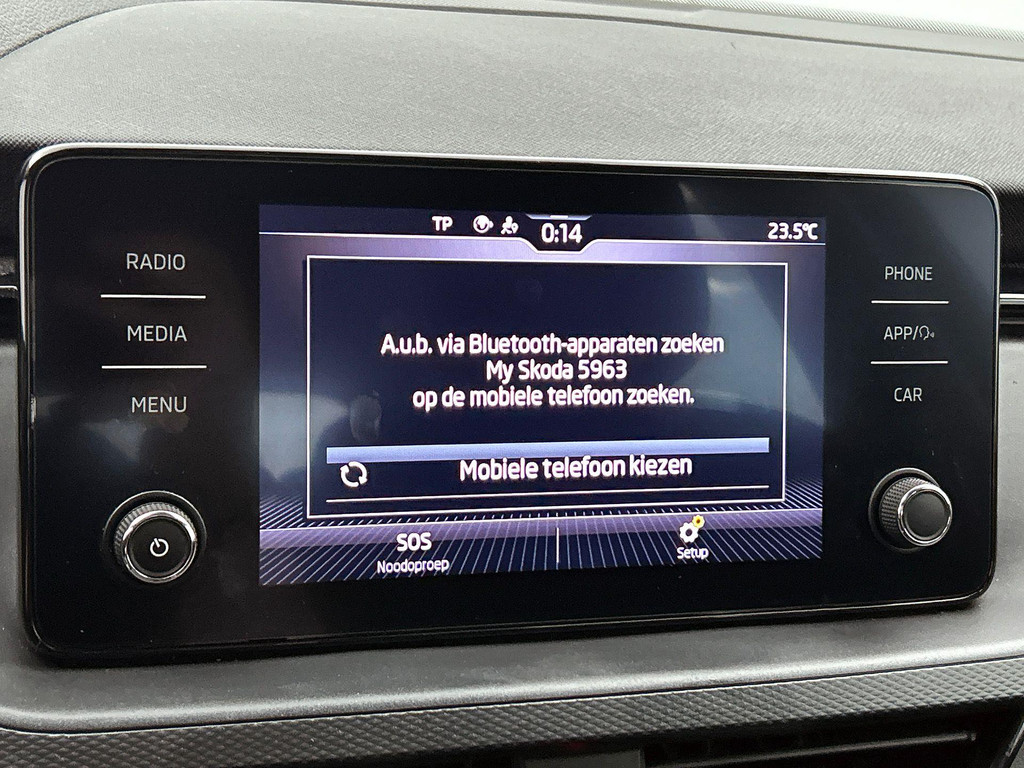 TP
0:14
23.5°C
RADIO
MEDIA
MENU
A.u.b. via Bluetooth-apparaten zoeken
My Skoda 5963
op de mobiele telefoon zoeken.
Mobiele telefoon kiezen
SOS
Noodoproep
Setup
PHONE
APP/
CAR